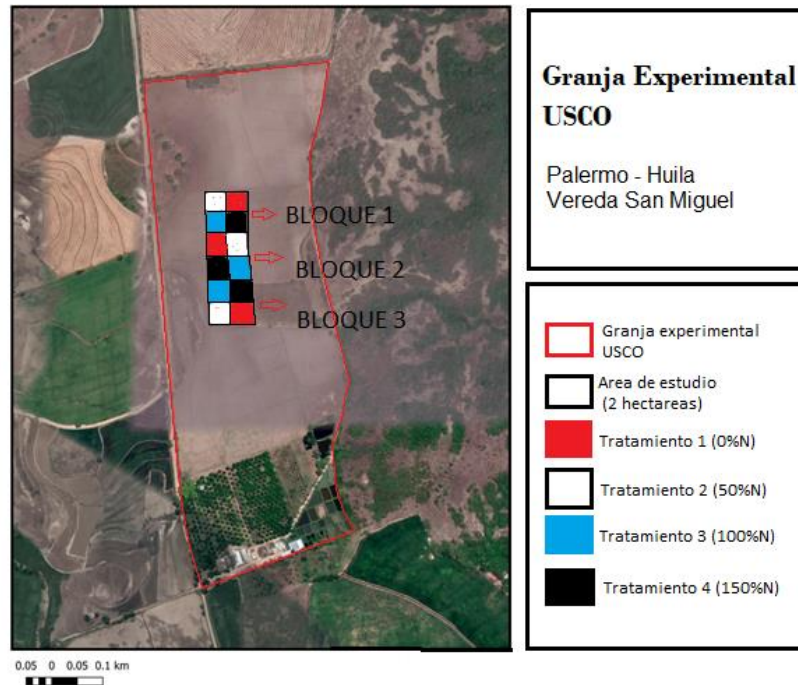 Granja Experimental
USCO
Palermo - Huila
Vereda San Miguel
BLOQUE 1
BLOQUE 2
BLOQUE 3
Granja experimental
USCO
Area de estudio
(2 hectareas)
Tratamiento 1 (0%N)
Tratamiento 2 (50%N)
Tratamiento 3 (100%N)
Tratamiento 4 (150%N)
0.05 0 0.05 0.1 km